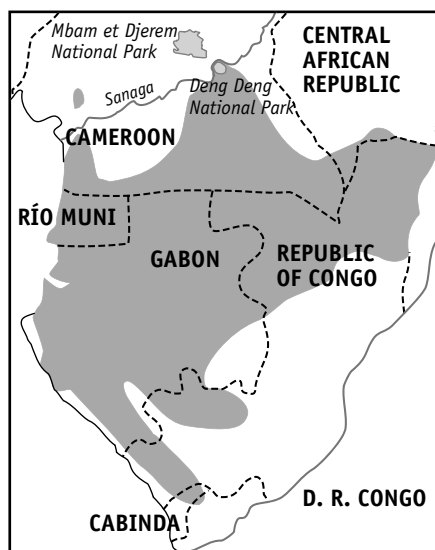 Mbam et Djerem
National Park
CENTRAL
AFRICAN
REPUBLIC
Sanaga
Deng Deng
National Park
CAMEROON
RÍO MUNI
GABON
REPUBLIC
OF CONGO
D. R. CONGO
CABINDA